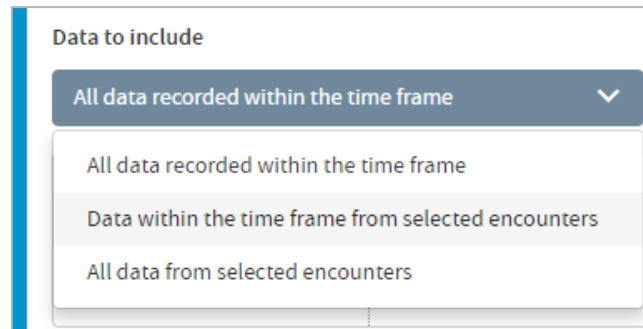 Data to include
All data recorded within the time frame
All data recorded within the time frame
Data within the time frame from selected encounters
All data from selected encounters